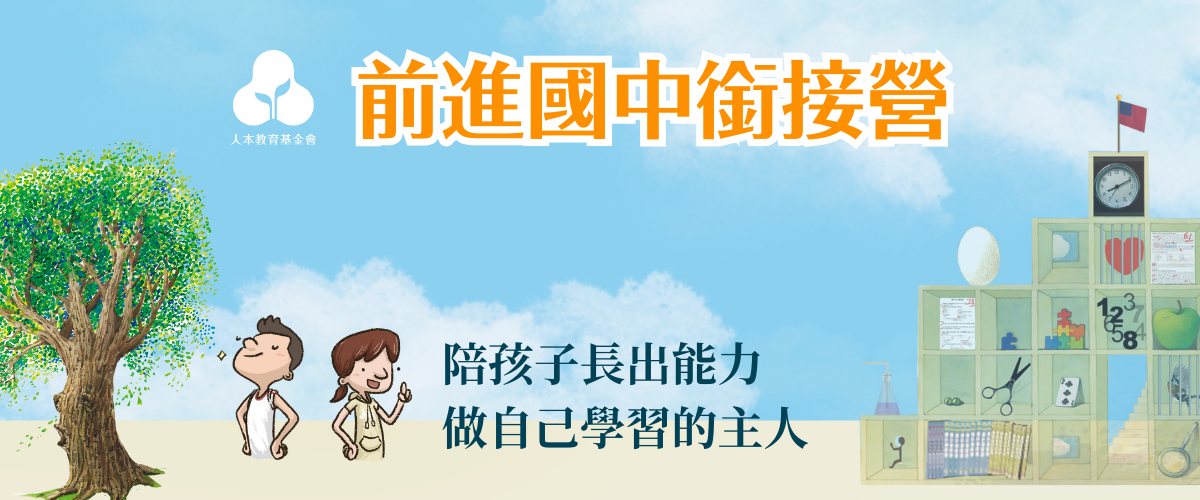 前進國中銜接營
人本教育基金會
61
陪孩子長出能力
做自己學習的主人